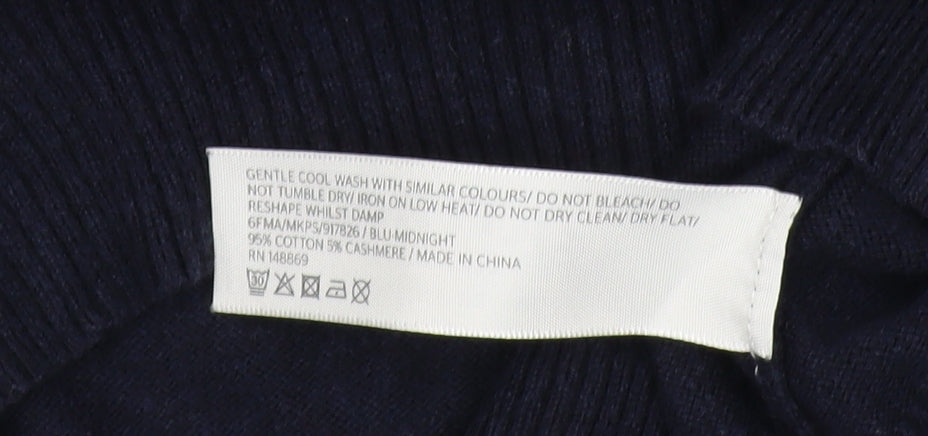 GENTLE COOL WASH WITH SIMILAR COLOURS/ DO NOT BLEACH/ DO
NOT TUMBLE DRY/ IRON ON LOW HEAT/ DO NOT DRY CLEAN/ DRY FLAT/
RESHAPE WHILST DAMP
6FMA/MKPS/917826 / BLU MIDNIGHT
95% COTTON 5% CASHMERE / MADE IN CHINA
RN 148869
30